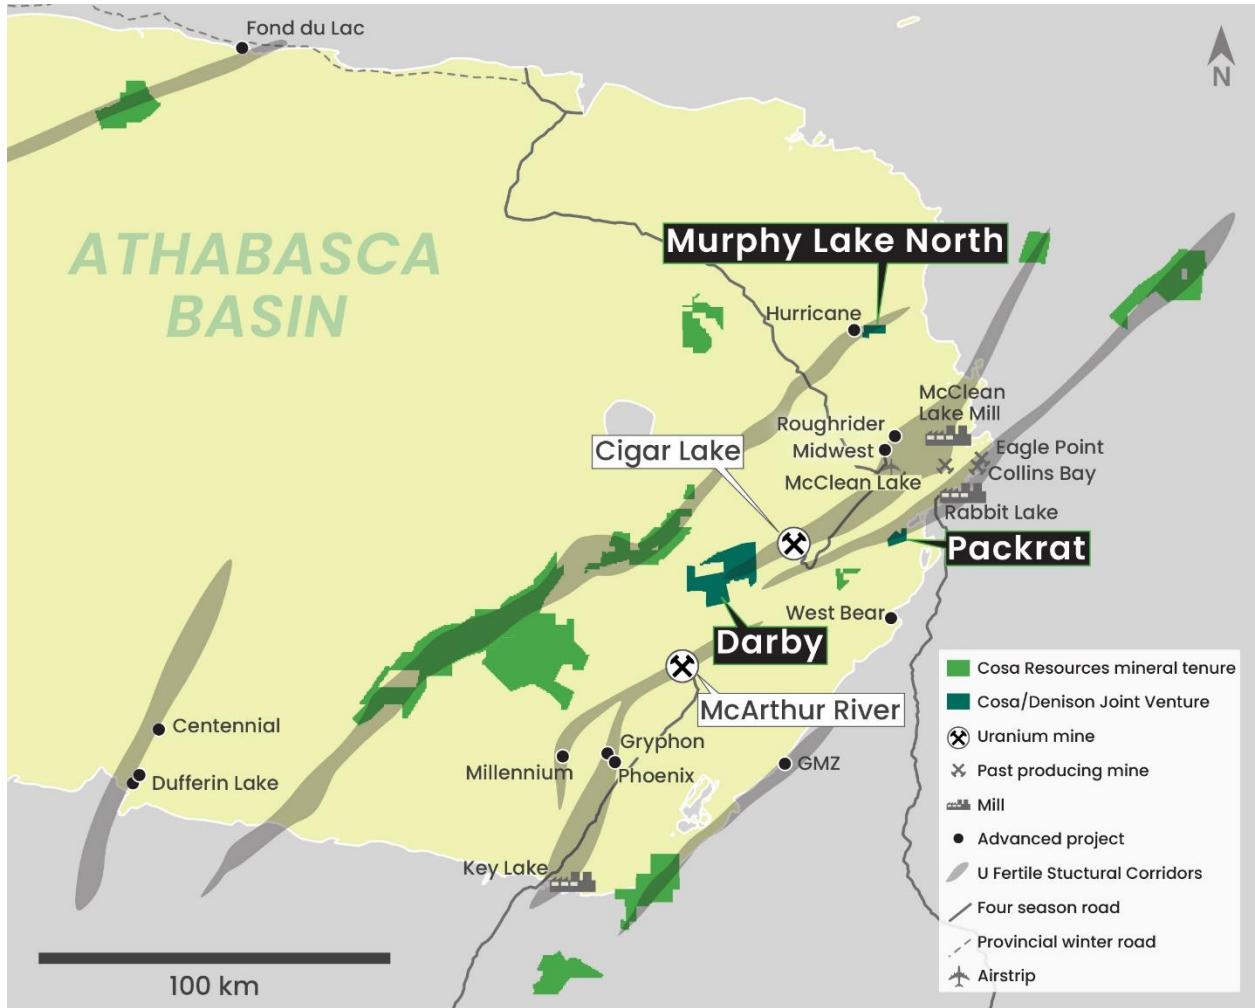 Fond du Lac
N
ATHABASCA
BASIN
Murphy Lake North
Hurricane
McClean
Lake Mill
Roughrider
Midwest
McClean Lake
Eagle Point
Collins Bay
Rabbit Lake
Cigar Lake
Packrat
West Bear
Darby
McArthur River
Centennial
Dufferin Lake
Millennium
Gryphon
Phoenix
GMZ
Key Lake
100 km
Cosa Resources mineral tenure
Cosa/Denison Joint Venture
Uranium mine
Past producing mine
Mill
Advanced project
U Fertile Stuctural Corridors
Four season road
Provincial winter road
Airstrip